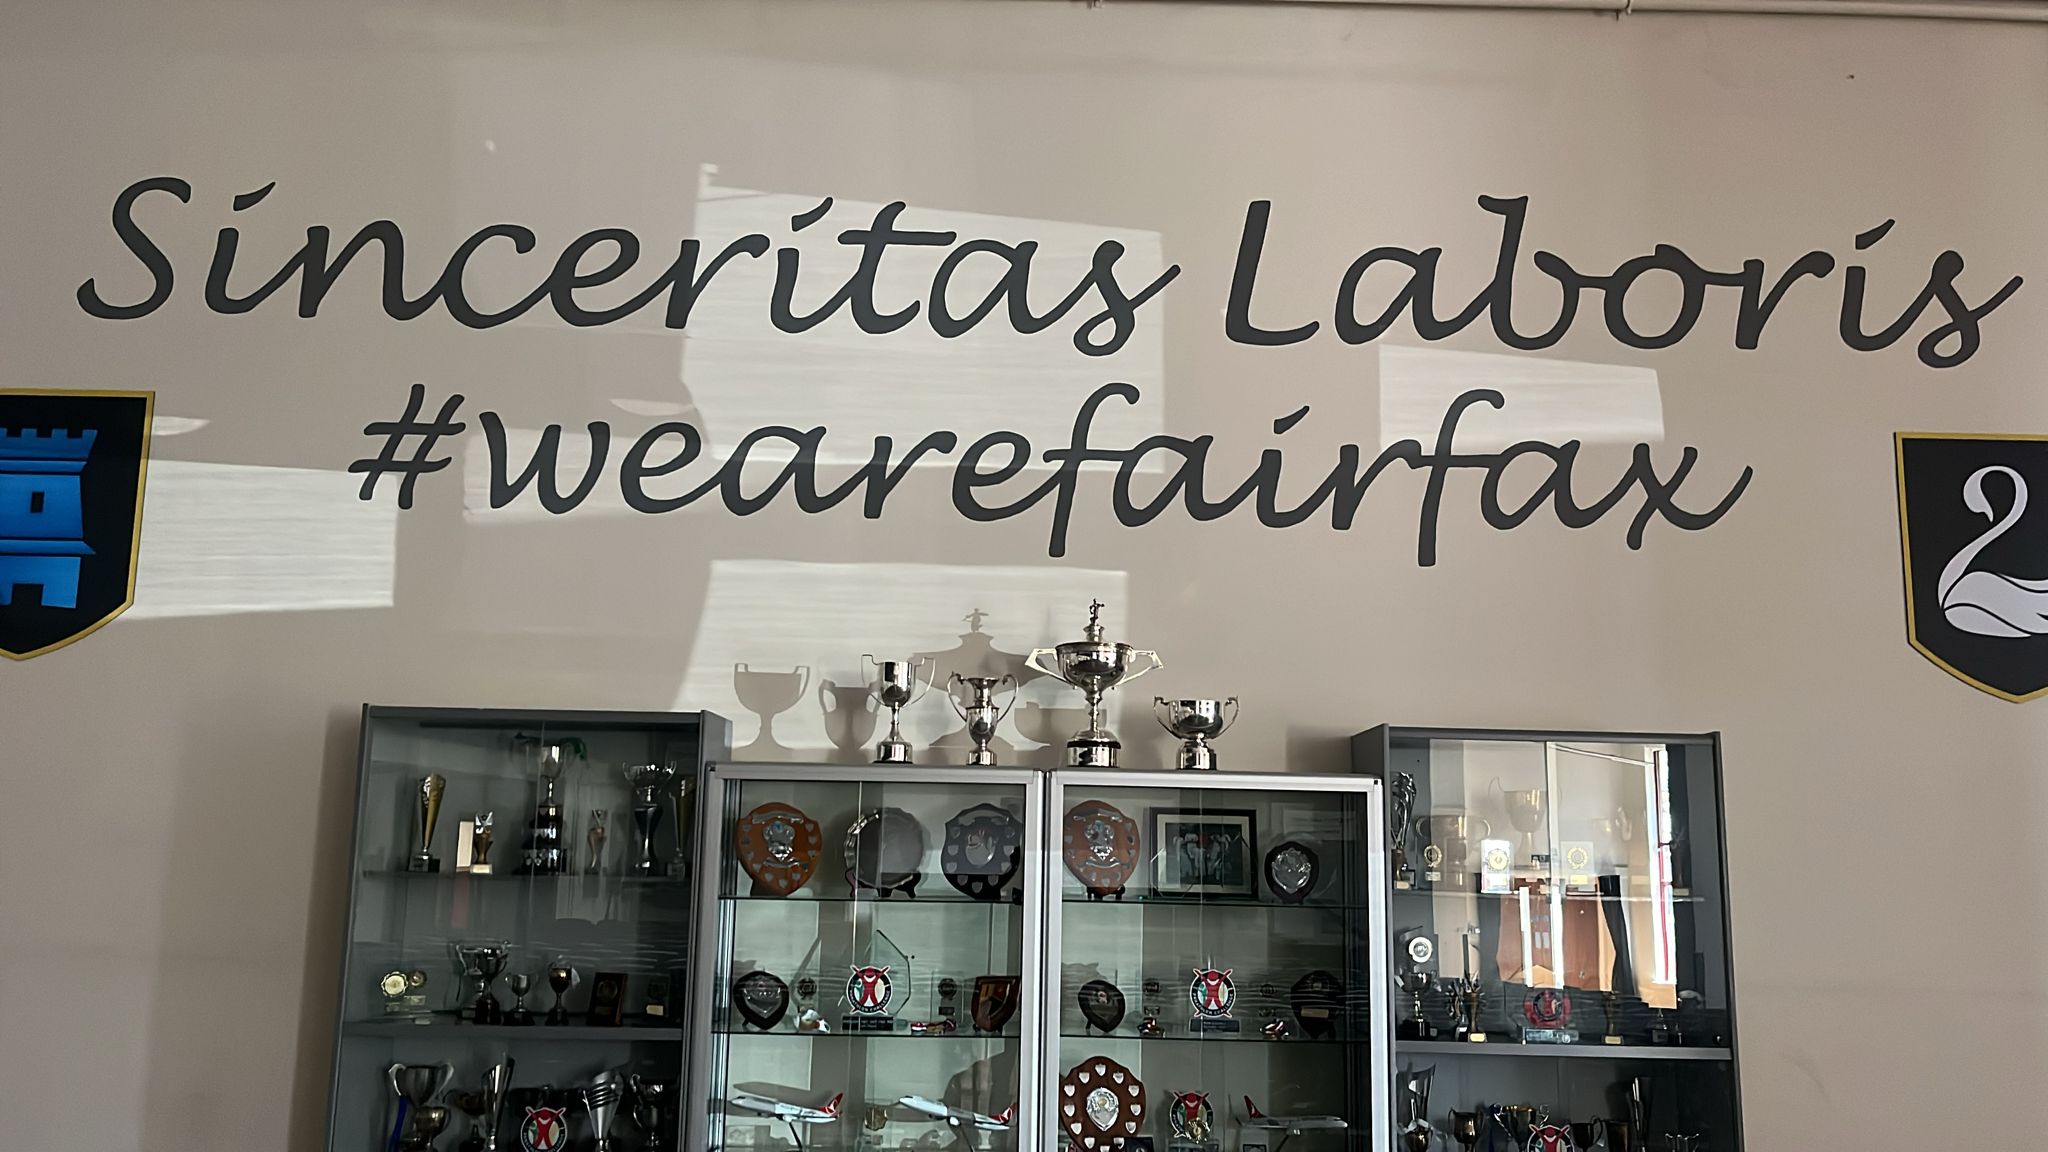 Sinceritas Laboris
#wearefairfax